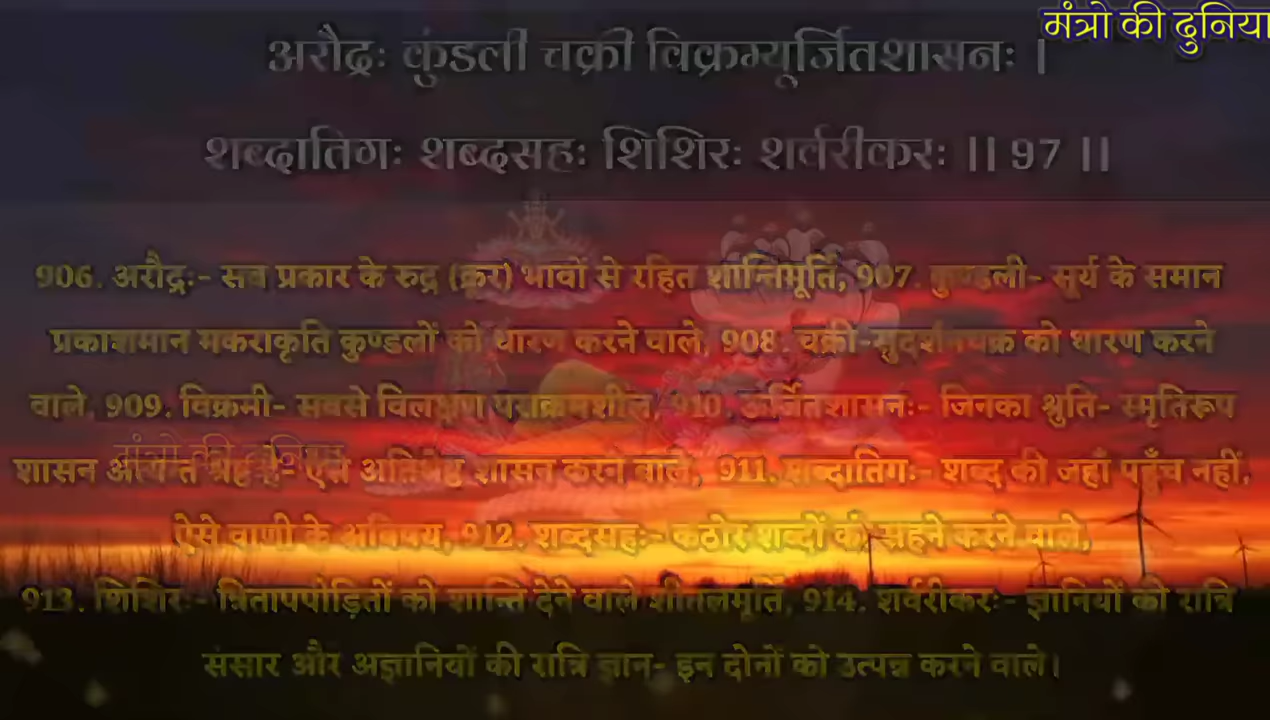 मंत्रो की दुनिया
अरौद्रः कुंडली चक्री विक्रम्यूर्जितशासनः ।
शब्दातिगः शब्दसहः शिशिरः शर्वरीकरः || 97 ||
906. अरौद्रः- सब प्रकार के रुद्र (क्रर) भावों से रहित शान्तिमूर्ति, 907. कुण्डली- सूर्य के समान
प्रकाशमान मकराकृति कुण्डलों को धारण करने वाले, 908. चक्री-सुदर्शनचक्र को धारण करने
वाले, 909. विक्रमी- सबसे विलक्षण पराक्रमशील, 910. ऊर्जितशासनः- जिनका श्रुति- स्मृतिरूप
शासन अत्यन्त श्रेष्ठ है- ऐसे अतिश्रेष्ठ शासन करने वाले, 911. शब्दातिगः- शब्द की जहाँ पहुँच नहीं,
मंत्रो की दुनिया
ऐसे वाणी के अविषय, 912. शब्दसहः- कठोर शब्दों को सहने करने वाले,
913. शिशिरः- त्रितापपीड़ितों को शान्ति देने वाले शीतलमूर्ति, 914. शर्वरीकरः- ज्ञानियों की रात्रि
संसार और अज्ञानियों की रात्रि ज्ञान- इन दोनों को उत्पन्न करने वाले।